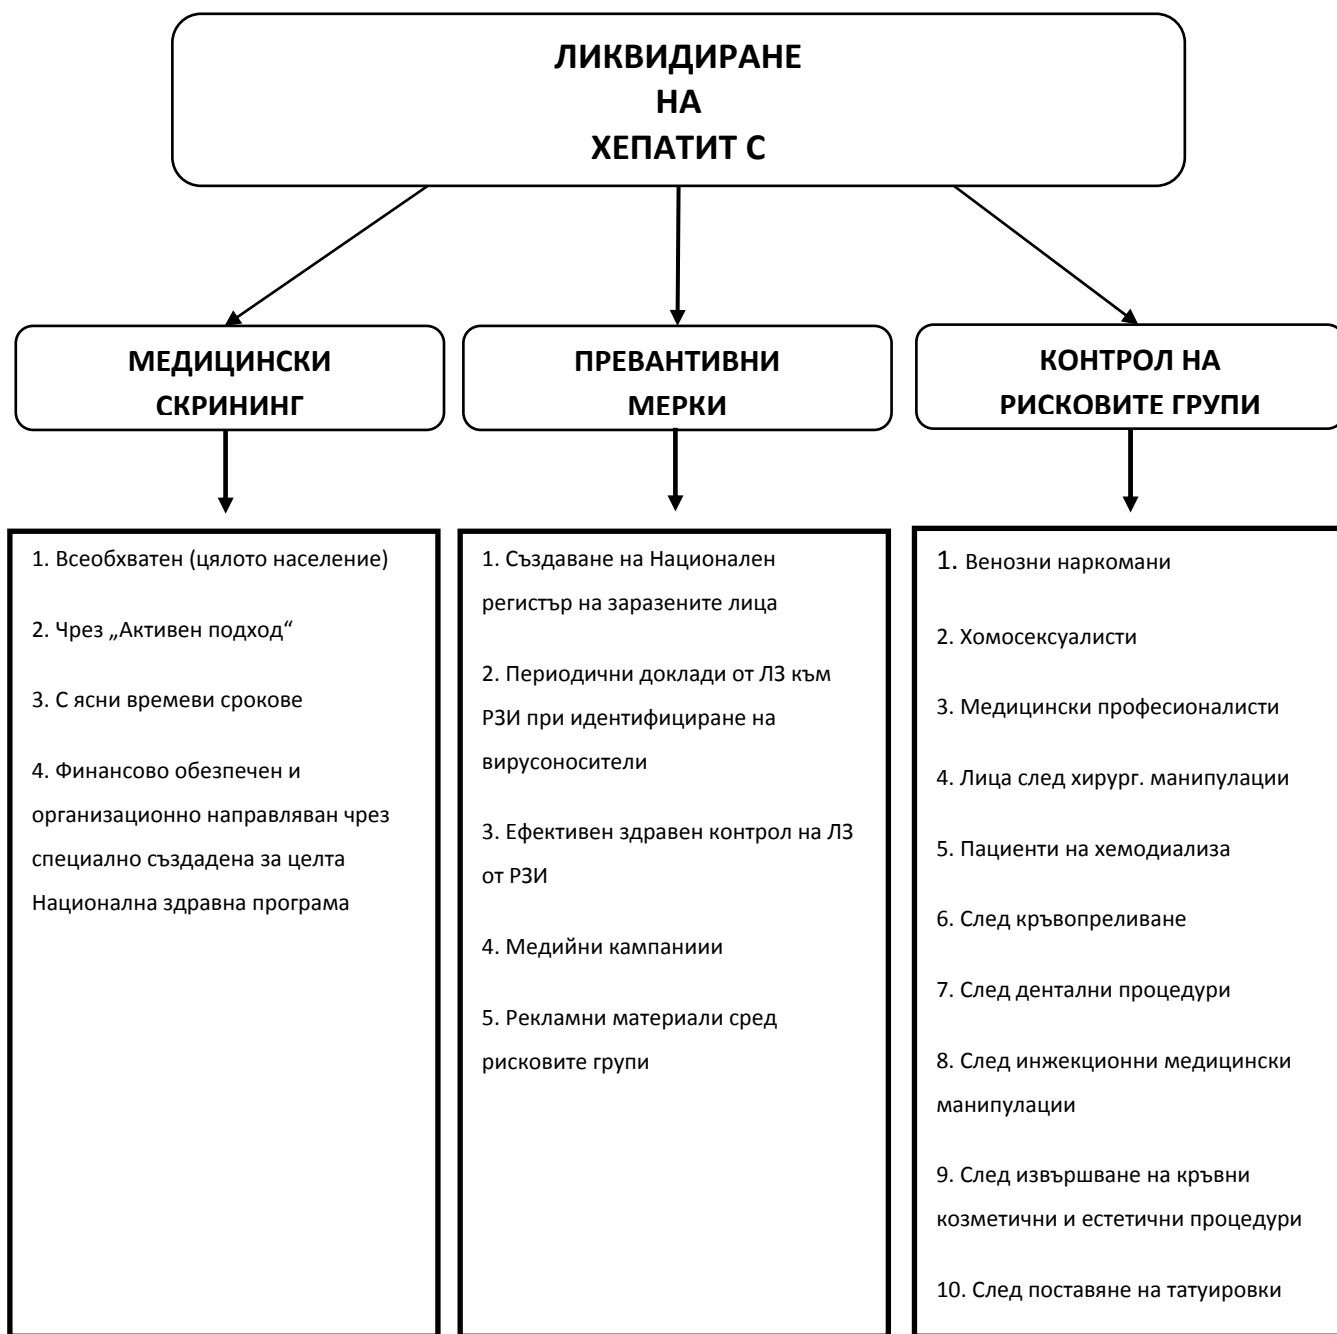 ЛИКВИДИРАНЕ
НА
ХЕПАТИТ С
МЕДИЦИНСКИ
СКРИНИНГ
ПРЕВАНТИВНИ
МЕРКИ
КОНТРОЛ НА
РИСКОВИТЕ ГРУПИ
1. Всеобхватен (цялото население)
2. Чрез „Активен подход“
3. С ясни времеви срокове
4. Финансово обезпечен и
организационно направляван чрез
специално създадена за целта
Национална здравна програма
1. Създаване на Национален
регистър на заразените лица
2. Периодични доклади от ЛЗ към
РЗИ при идентифициране на
вирусоносители
3. Ефективен здравен контрол на ЛЗ
от РЗИ
4. Медийни кампаниии
5. Рекламни материали сред
рисковите групи
1. Венозни наркомани
2. Хомосексуалисти
3. Медицински професионалисти
4. Лица след хирург. манипулации
5. Пациенти на хемодиализа
6. След кръвопреливане
7. След дентални процедури
8. След инжекционни медицински
манипулации
9. След извършване на кръвни
козметични и естетични процедури
10. След поставяне на татуировки